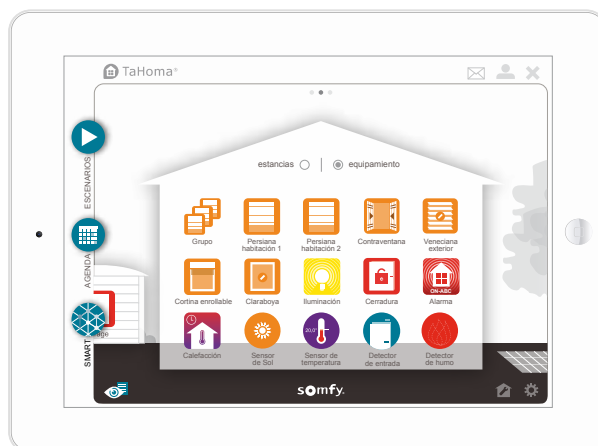 TaHoma®
estancias
equipamiento
ESCENARIOS
AGENDA
SMART
Grupo
Persiana
habitación 1
Persiana
habitación 2
Contraventana
Veneciana
exterior
Cortina enrollable
Claraboya
Iluminación
Cerradura
ON-ABC
Alarma
Calefacción
Sensor
de Sol
20,0°
Sensor de
temperatura
Detector
de entrada
Detector
de humo
somfy.